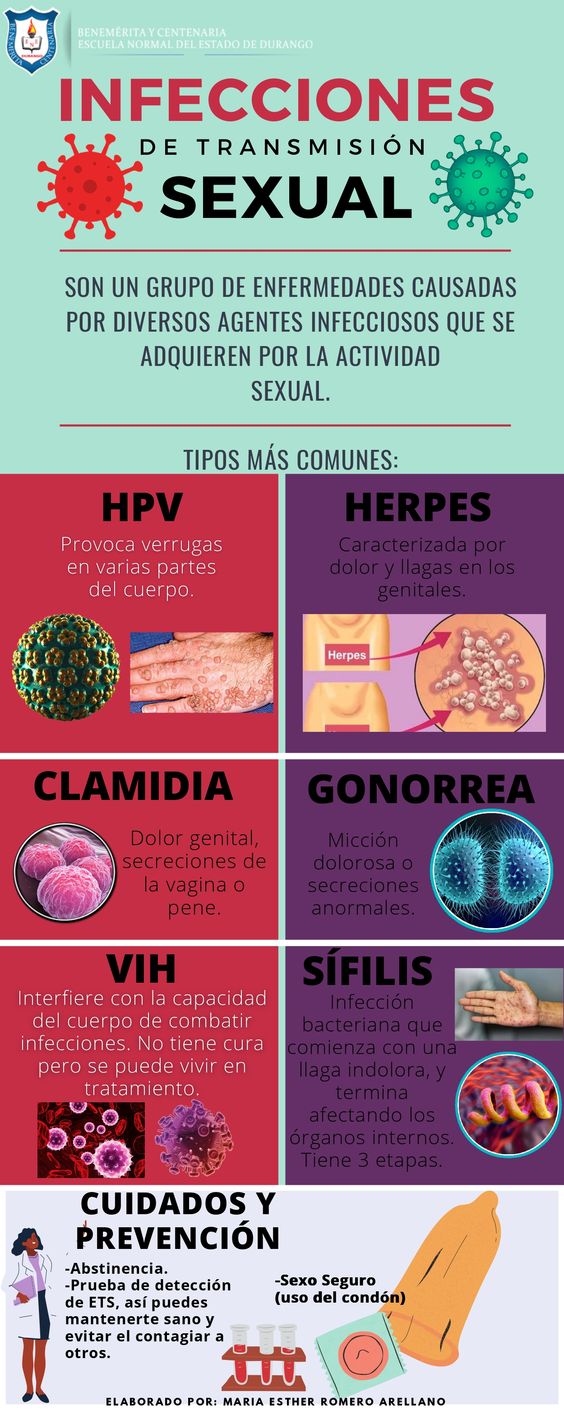 BENEMÉRITA Y CENTENARIA
ESCUELA NORMAL DEL ESTADO DE DURANGO
BENEMÉRITA
CENTENARIA
DURANGO
INFECCIONES
DE TRANSMISIÓN
SEXUAL
SON UN GRUPO DE ENFERMEDADES CAUSADAS
POR DIVERSOS AGENTES INFECCIOSOS QUE SE
ADQUIEREN POR LA ACTIVIDAD
SEXUAL.
TIPOS MÁS COMUNES:
HPV
Provoca verrugas
en varias partes
del cuerpo.
HERPES
Caracterizada por
dolor y llagas en los
genitales.
Herpes
CLAMIDIA
Dolor genital,
secreciones de
la vagina o
pene.
GONORREA
Micción
dolorosa o
secreciones
anormales.
VIH
Interfiere con la capacidad
del cuerpo de combatir
infecciones. No tiene cura
pero se puede vivir en
tratamiento.
SÍFILIS
Infección
bacteriana que
comienza con una
llaga indolora, y
termina
afectando los
órganos internos.
Tiene 3 etapas.
CUIDADOS Y
PREVENCIÓN
-Abstinencia.
-Prueba de detección
de ETS, así puedes
mantenerte sano y
evitar el contagiar a
otros.
-Sexo Seguro
(uso del condón)
ELABORADO POR: MARIA ESTHER ROMERO ARELLANO